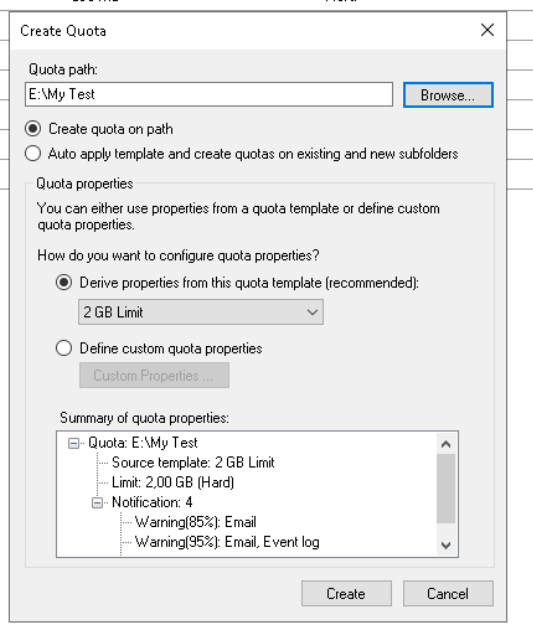 Create Quota
Quota path:
E:\My Test
Browse...
Create quota on path
Auto apply template and create quotas on existing and new subfolders
Quota properties
You can either use properties from a quota template or define custom
quota properties.
How do you want to configure quota properties?
Derive properties from this quota template (recommended):
2 GB Limit
Define custom quota properties
Custom Properties ...
Summary of quota properties:
Quota: E:\My Test
Source template: 2 GB Limit
Limit: 2,00 GB (Hard)
Notification: 4
Warning(85%): Email
Warning(95%): Email, Event log
Create
Cancel